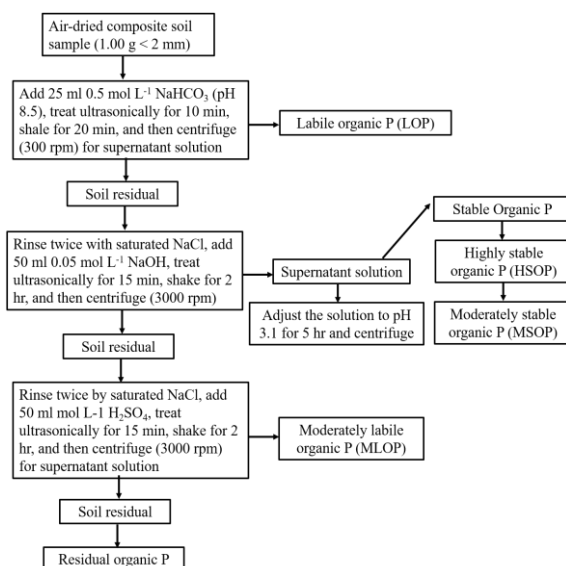 Air-dried composite soil
sample (1.00 g < 2 mm)
Add 25 ml 0.5 mol L-1 NaHCO3 (pH
8.5), treat ultrasonically for 10 min,
shale for 20 min, and then centrifuge
(300 rpm) for supernatant solution
Labile organic P (LOP)
Soil residual
Rinse twice with saturated NaCl, add
50 ml 0.05 mol L-1 NaOH, treat
ultrasonically for 15 min, shake for 2
hr, and then centrifuge (3000 rpm)
Supernatant solution
Adjust the solution to pH
3.1 for 5 hr and centrifuge
Stable Organic P
Highly stable
organic P (HSOP)
Moderately stable
organic P (MSOP)
Soil residual
Rinse twice by saturated NaCl, add
50 ml mol L-1 H2SO4, treat
ultrasonically for 15 min, shake for 2
hr, and then centrifuge (3000 rpm)
for supernatant solution
Moderately labile
organic P (MLOP)
Soil residual
Residual organic P